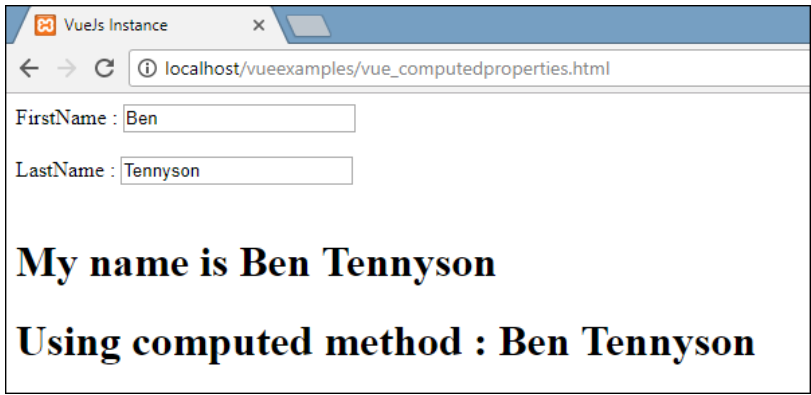 VueJs Instance
localhost/vueexamples/vue_computedproperties.html
FirstName : Ben
LastName : Tennyson
My name is Ben Tennyson
Using computed method : Ben Tennyson